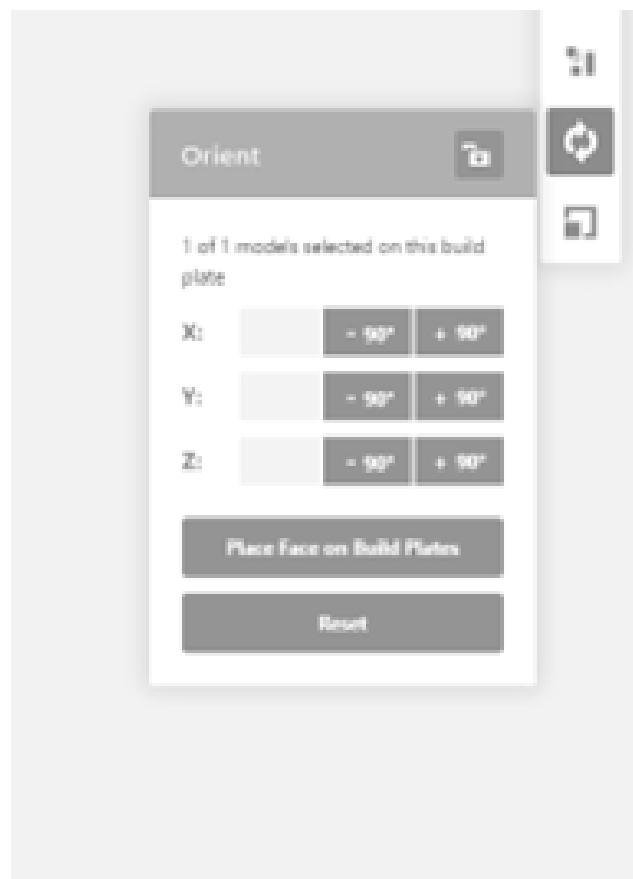 Orient
1 of 1 models selected on this build
plate
X: - 90° + 90°
Y: - 90° + 90°
Z: - 90° + 90°
Place Face on Build Plates
Reset